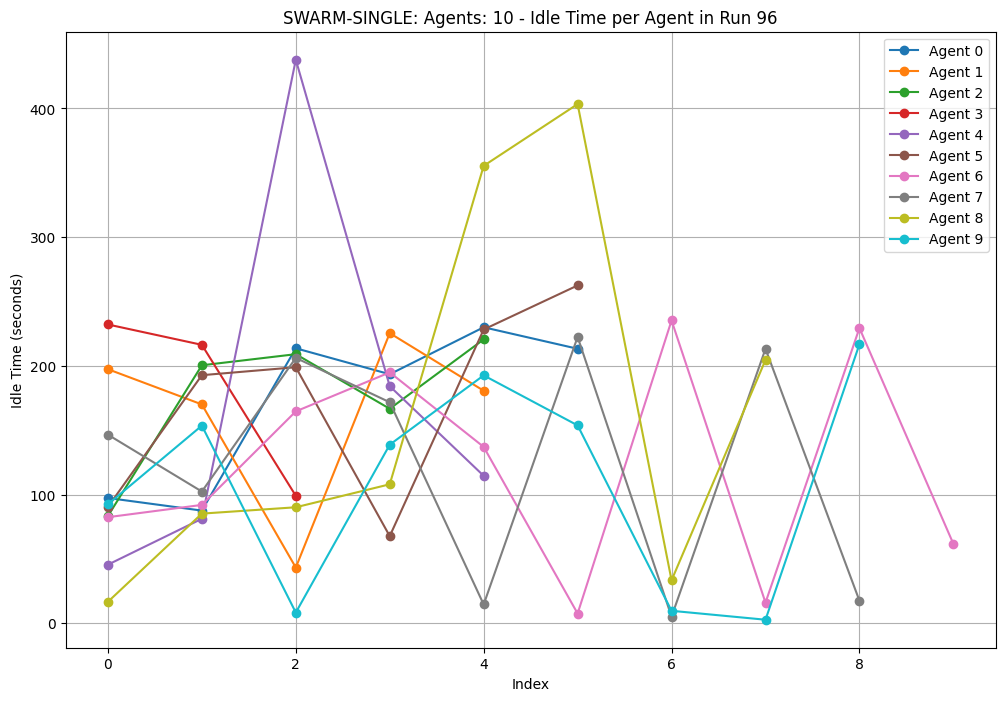 SWARM-SINGLE: Agents: 10 - Idle Time per Agent in Run 96
Idle Time (seconds)
400
300
200
100
0
0 2 4 6 8
Index
Agent 0
Agent 1
Agent 2
Agent 3
Agent 4
Agent 5
Agent 6
Agent 7
Agent 8
Agent 9